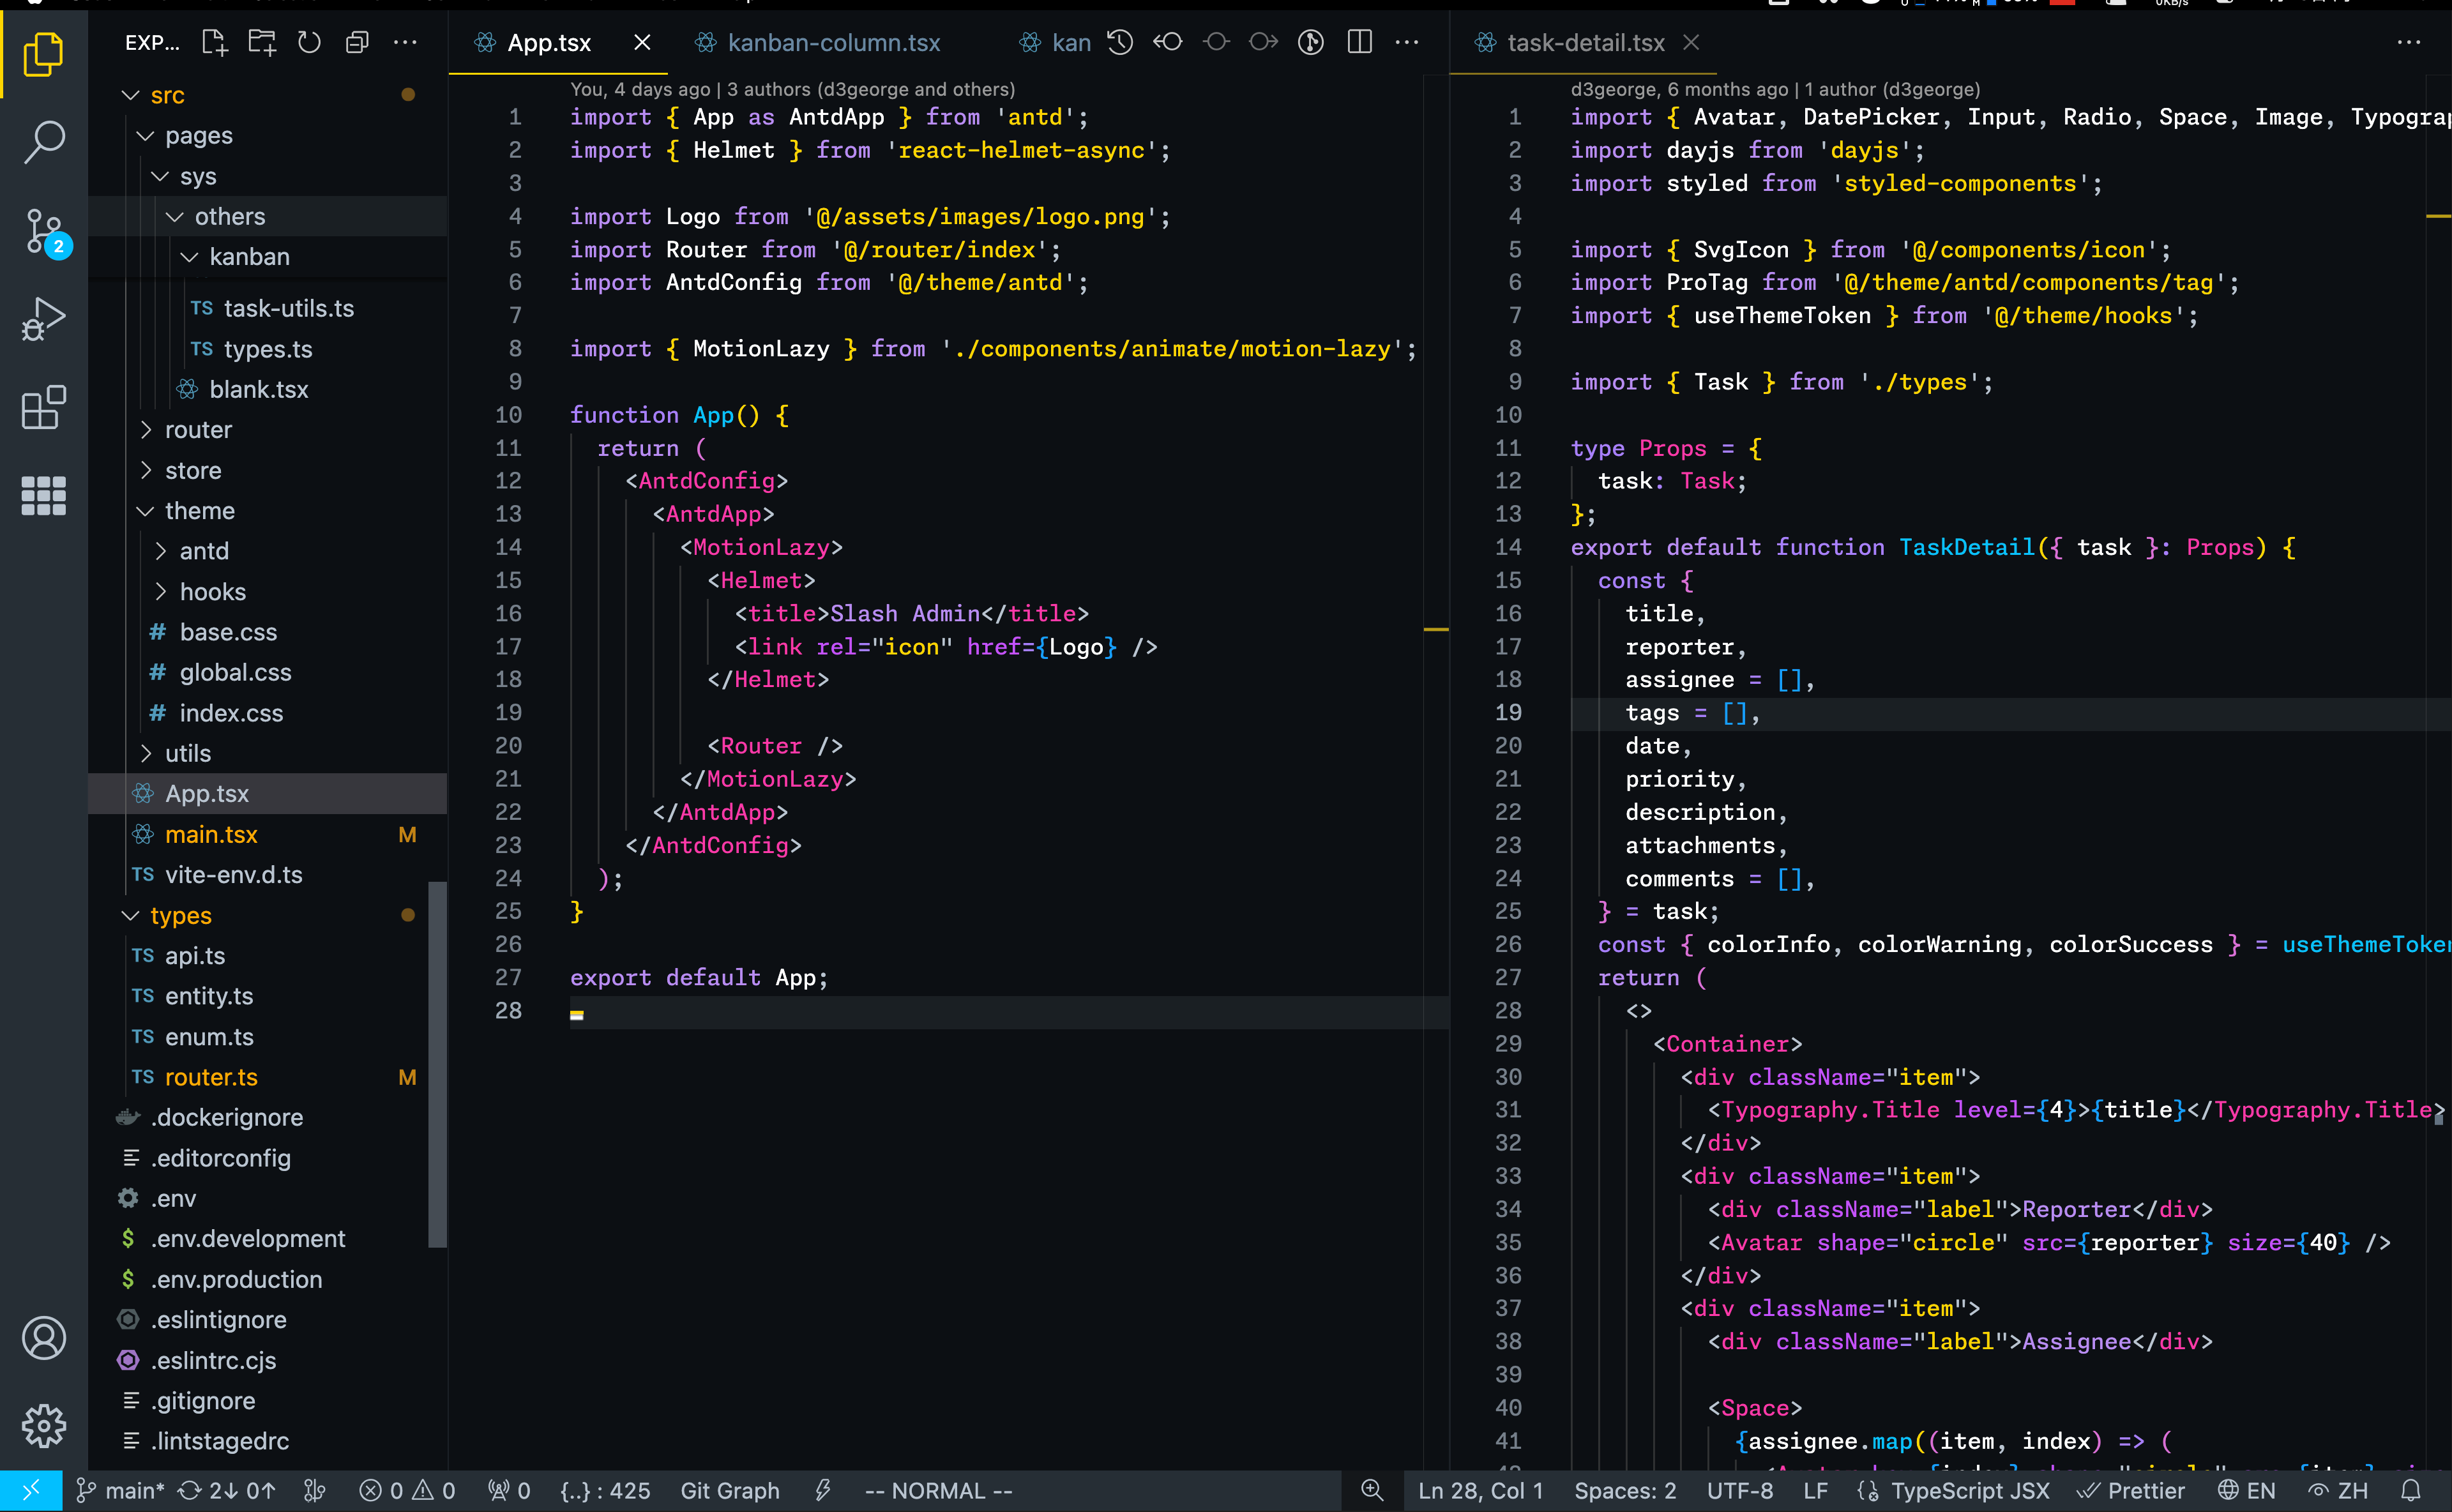 EXP...
src
pages
sys
others
kanban
TS task-utils.ts
TS types.ts
blank.tsx
router
store
theme
antd
hooks
# base.css
# global.css
# index.css
utils
App.tsx
main.tsx M
TS vite-env.d.ts
types
TS api.ts
TS entity.ts
TS enum.ts
TS router.ts M
.dockerignore
.editorconfig
.env
$ .env.development
$ .env.production
.eslintignore
.eslintrc.cjs
.gitignore
.lintstagedrc
2
App.tsx
kanban-column.tsx
kan
You, 4 days ago | 3 authors (d3george and others)
1 import { App as AntdApp } from 'antd';
2 import { Helmet } from 'react-helmet-async';
3
4 import Logo from '@/assets/images/logo.png';
5 import Router from '@/router/index';
6 import AntdConfig from '@/theme/antd';
7
8 import { MotionLazy } from './components/animate/motion-lazy';
9
10 function App() {
11 return (
12 <AntdConfig>
13 <AntdApp>
14 <MotionLazy>
15 <Helmet>
16 <title>Slash Admin</title>
17 <link rel="icon" href={Logo} />
18 </Helmet>
19
20 <Router />
21 </MotionLazy>
22 </AntdApp>
23 </AntdConfig>
24 );
25 }
26
27 export default App;
28
task-detail.tsx
d3george, 6 months ago | 1 author (d3george)
1 import { Avatar, DatePicker, Input, Radio, Space, Image, Typograp
2 import dayjs from 'dayjs';
3 import styled from 'styled-components';
4
5 import { SvgIcon } from '@/components/icon';
6 import ProTag from '@/theme/antd/components/tag';
7 import { useThemeToken } from '@/theme/hooks';
8
9 import { Task } from './types';
10
11 type Props = {
12 task: Task;
13 };
14 export default function TaskDetail({ task }: Props) {
15 const {
16 title,
17 reporter,
18 assignee = [],
19 tags = [],
20 date,
21 priority,
22 description,
23 attachments,
24 comments = [],
25 } = task;
26 const { colorInfo, colorWarning, colorSuccess } = useThemeToken
27 return (
28 <>
29 <Container>
30 <div className="item">
31 <Typography.Title level={4}>{title}</Typography.Title>
32 </div>
33 <div className="item">
34 <div className="label">Reporter</div>
35 <Avatar shape="circle" src={reporter} size={40} />
36 </div>
37 <div className="item">
38 <div className="label">Assignee</div>
39
40 <Space>
41 {assignee.map((item, index) => (
main* 2↓ 0↑ 0 0 0 {..} : 425 Git Graph -- NORMAL -- Ln 28, Col 1 Spaces: 2 UTF-8 LF TypeScript JSX Prettier EN ZH